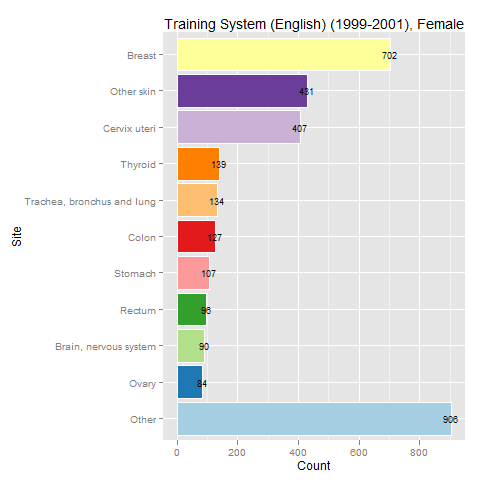 Training System (English) (1999-2001), Female
Breast 702
Other skin 431
Cervix uteri 407
Thyroid 139
Trachea, bronchus and lung 134
Colon 127
Stomach 107
Rectum 96
Brain, nervous system 90
Ovary 84
Other 906
0 200 400 600 800
Count
Site